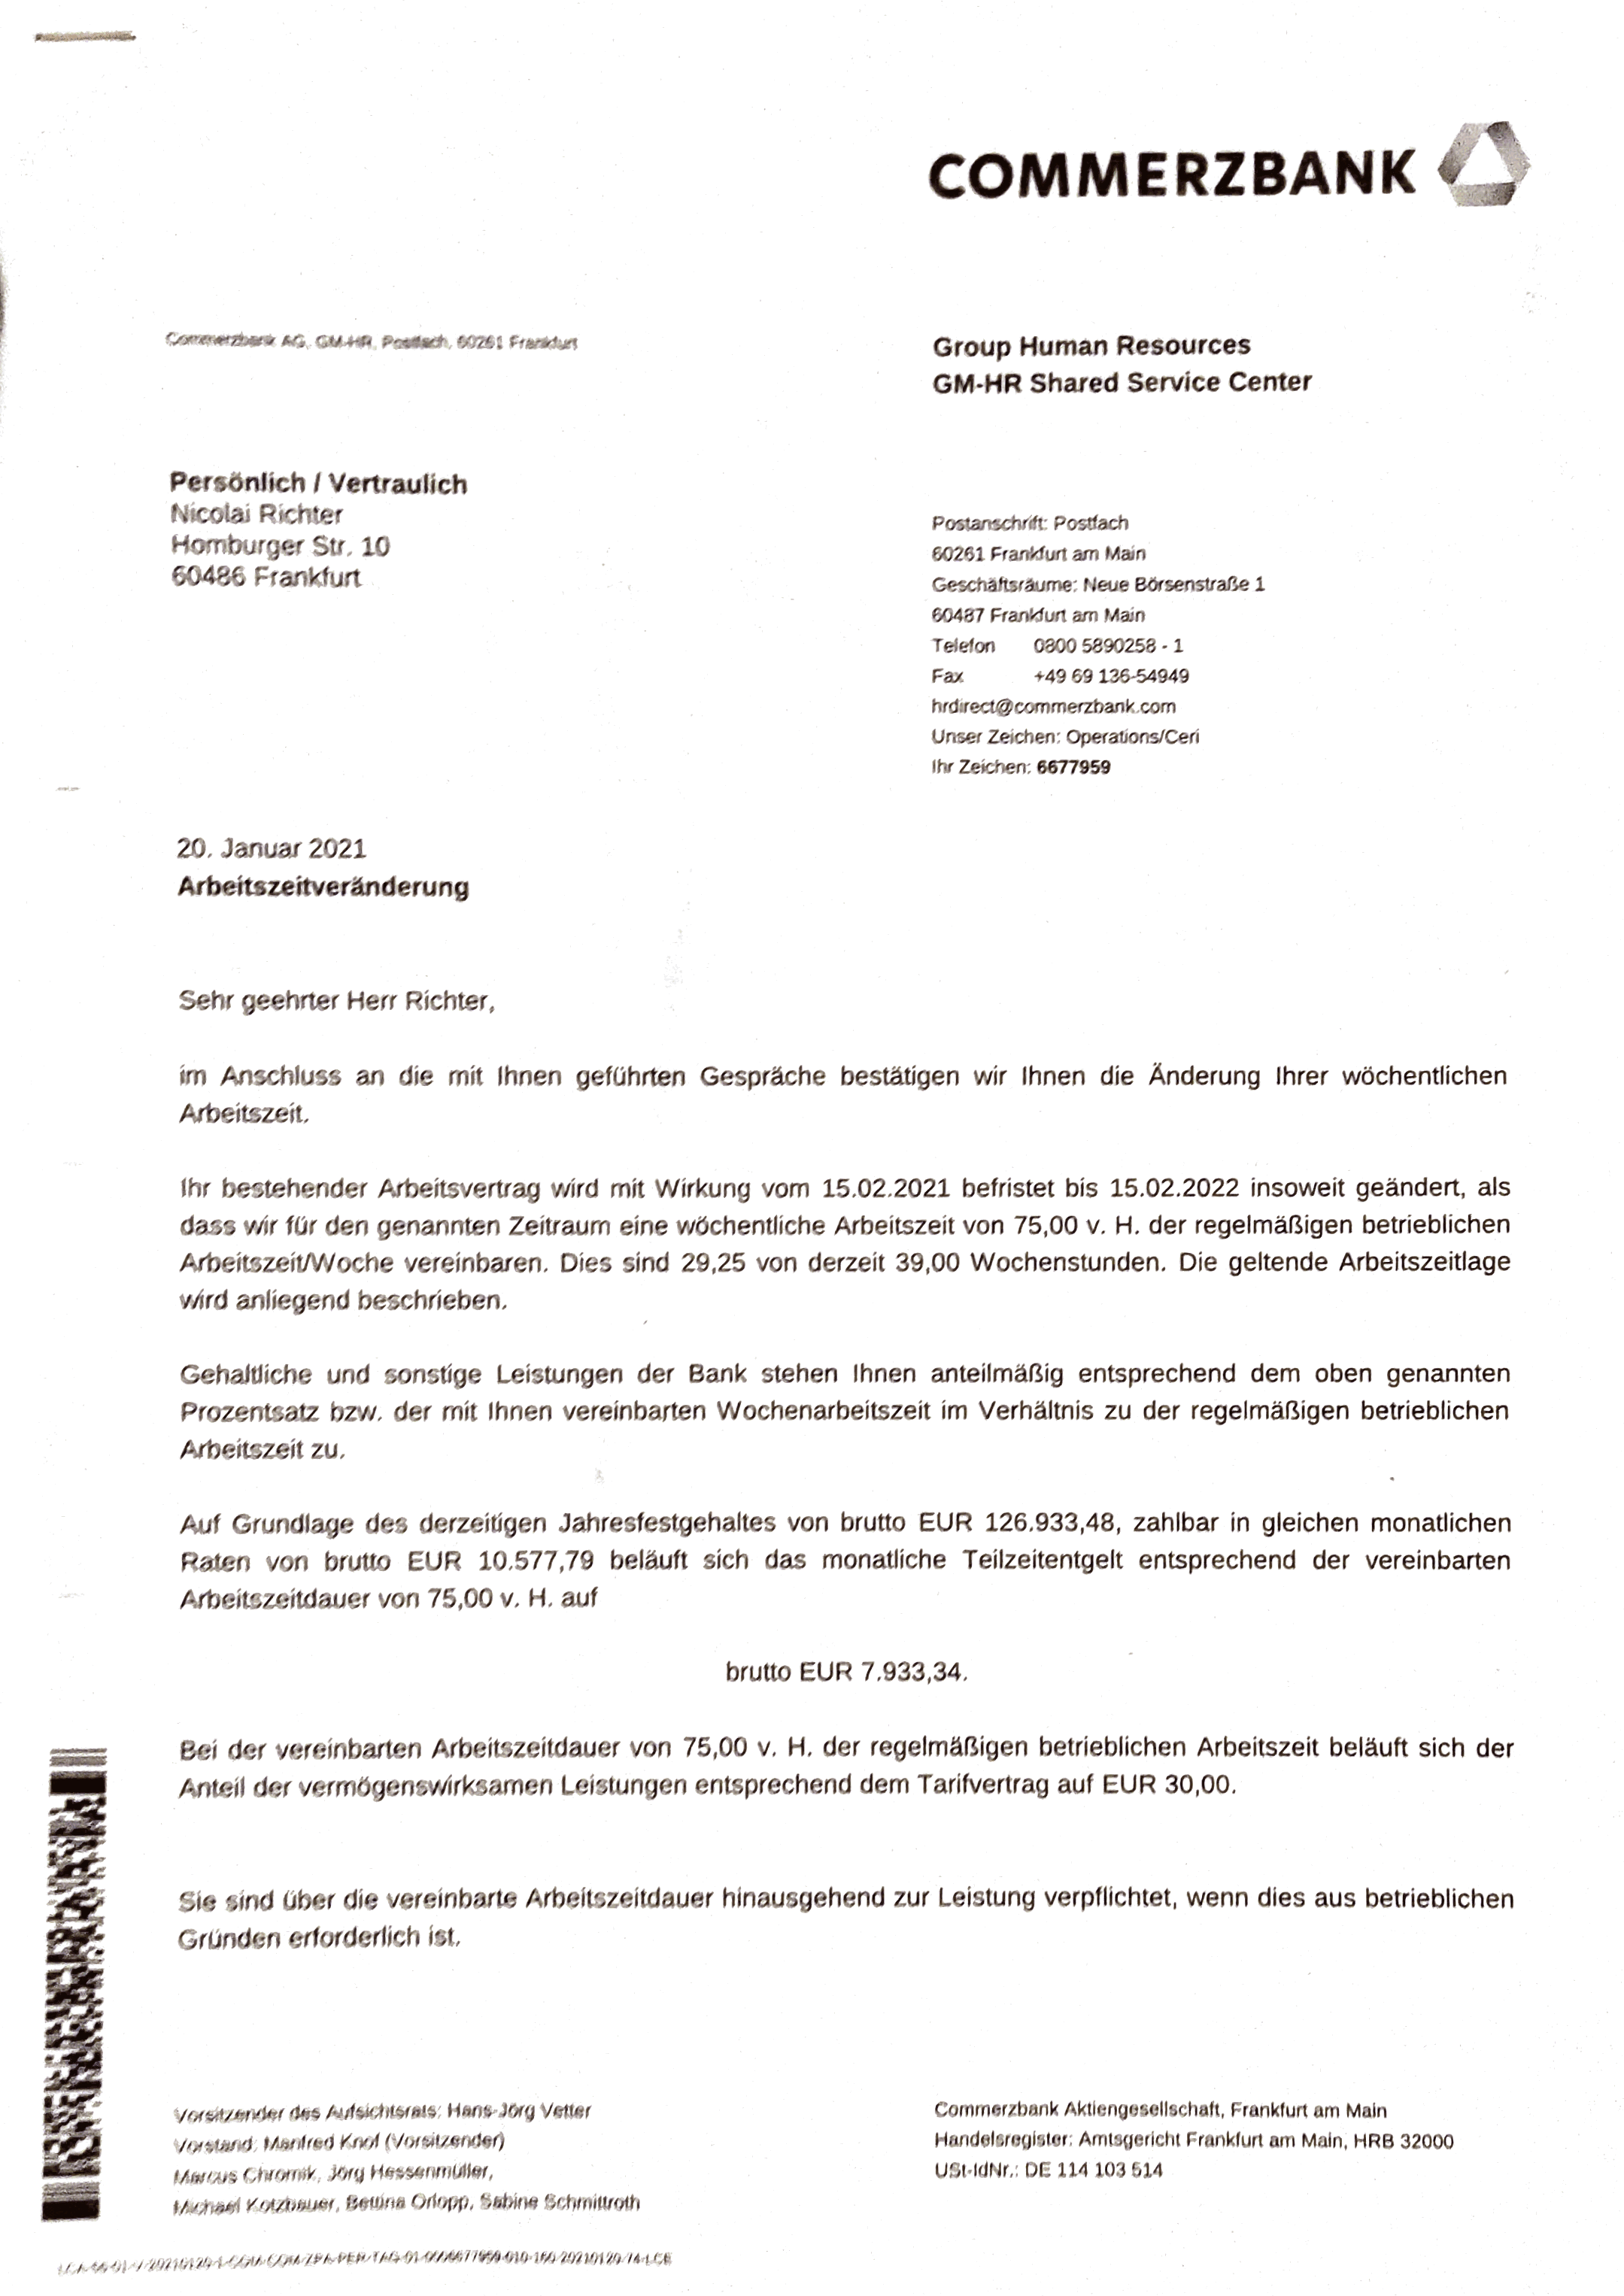 COMMERZBANK
Commerzbank AG, GM-HR, Postfach, 60261 Frankfurt
Group Human Resources
GM-HR Shared Service Center
Persönlich / Vertraulich
Nicolai Richter
Homburger Str. 10
60486 Frankfurt
Postanschrift: Postfach
60261 Frankfurt am Main
Geschäftsräume: Neue Börsenstraße 1
60487 Frankfurt am Main
Telefon 0800 5890258 - 1
Fax +49 69 136-54949
hrdirect@commerzbank.com
Unser Zeichen: Operations/Ceri
Ihr Zeichen: 6677959
20. Januar 2021
Arbeitszeitveränderung
Sehr geehrter Herr Richter,
im Anschluss an die mit Ihnen geführten Gespräche bestätigen wir Ihnen die Änderung Ihrer wöchentlichen
Arbeitszeit.
Ihr bestehender Arbeitsvertrag wird mit Wirkung vom 15.02.2021 befristet bis 15.02.2022 insoweit geändert, als
dass wir für den genannten Zeitraum eine wöchentliche Arbeitszeit von 75,00 v. H. der regelmäßigen betrieblichen
Arbeitszeit/Woche vereinbaren. Dies sind 29,25 von derzeit 39,00 Wochenstunden. Die geltende Arbeitszeitlage
wird anliegend beschrieben.
Gehaltliche und sonstige Leistungen der Bank stehen Ihnen anteilmäßig entsprechend dem oben genannten
Prozentsatz bzw. der mit Ihnen vereinbarten Wochenarbeitszeit im Verhältnis zu der regelmäßigen betrieblichen
Arbeitszeit zu.
Auf Grundlage des derzeitigen Jahresfestgehaltes von brutto EUR 126.933,48, zahlbar in gleichen monatlichen
Raten von brutto EUR 10.577,79 beläuft sich das monatliche Teilzeitentgelt entsprechend der vereinbarten
Arbeitszeitdauer von 75,00 v. H. auf
brutto EUR 7.933,34.
Bei der vereinbarten Arbeitszeitdauer von 75,00 v. H. der regelmäßigen betrieblichen Arbeitszeit beläuft sich der
Anteil der vermögenswirksamen Leistungen entsprechend dem Tarifvertrag auf EUR 30,00.
Sie sind über die vereinbarte Arbeitszeitdauer hinausgehend zur Leistung verpflichtet, wenn dies aus betrieblichen
Gründen erforderlich ist.
Vorsitzender des Aufsichtsrats: Hans-Jörg Vetter
Vorstand: Manfred Knof (Vorsitzender)
Marcus Chromik, Jörg Hessenmüller,
Michael Kotzbauer, Bettina Orlopp, Sabine Schmittroth
Commerzbank Aktiengesellschaft, Frankfurt am Main
Handelsregister: Amtsgericht Frankfurt am Main, HRB 32000
USt-IdNr.: DE 114 103 514